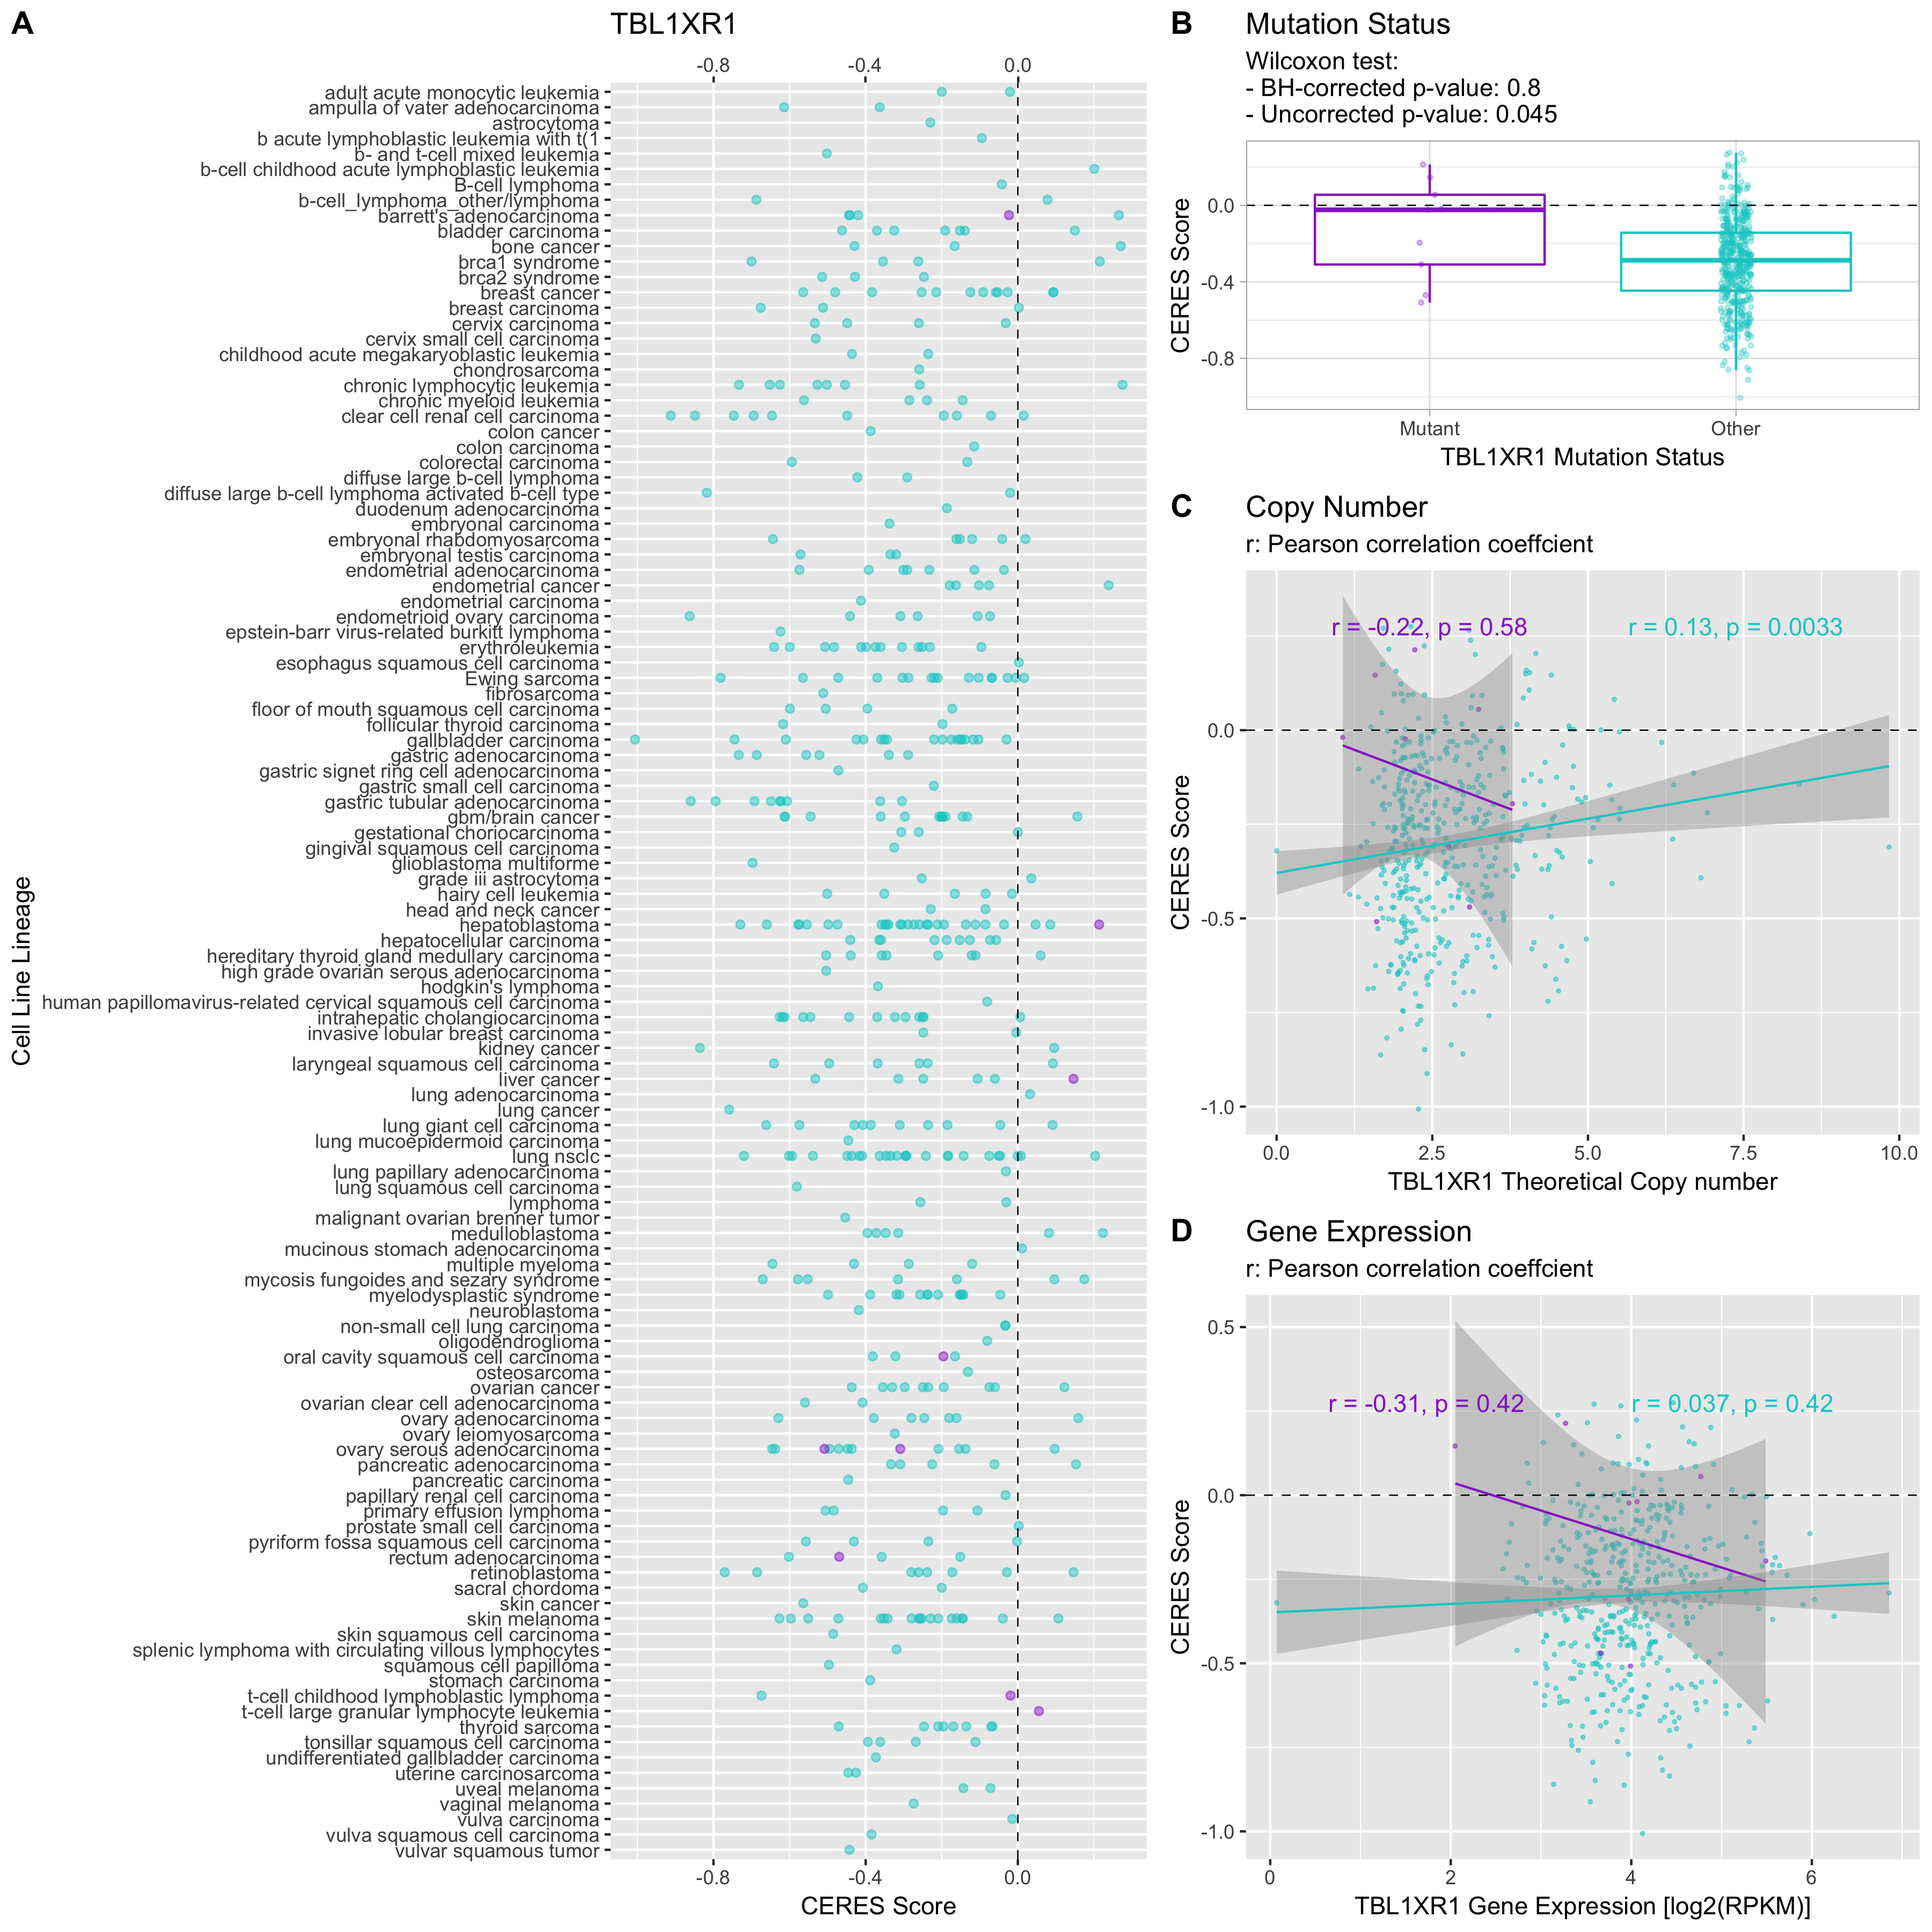 A
TBL1XR1
-0.8
-0.4
0.0
adult acute monocytic leukemia
ampulla of vater adenocarcinoma
astrocytoma
b acute lymphoblastic leukemia with t(1
b- and t-cell mixed leukemia
b-cell childhood acute lymphoblastic leukemia
B-cell lymphoma
b-cell_lymphoma_other/lymphoma
barrett's adenocarcinoma
bladder carcinoma
bone cancer
brca1 syndrome
brca2 syndrome
breast cancer
breast carcinoma
cervix carcinoma
cervix small cell carcinoma
childhood acute megakaryoblastic leukemia
chondrosarcoma
chronic lymphocytic leukemia
chronic myeloid leukemia
clear cell renal cell carcinoma
colon cancer
colon carcinoma
colorectal carcinoma
diffuse large b-cell lymphoma
diffuse large b-cell lymphoma activated b-cell type
duodenum adenocarcinoma
embryonal carcinoma
embryonal rhabdomyosarcoma
embryonal testis carcinoma
endometrial adenocarcinoma
endometrial cancer
endometrial carcinoma
endometrioid ovary carcinoma
epstein-barr virus-related burkitt lymphoma
erythroleukemia
esophagus squamous cell carcinoma
Ewing sarcoma
fibrosarcoma
floor of mouth squamous cell carcinoma
follicular thyroid carcinoma
gallbladder carcinoma
gastric adenocarcinoma
gastric signet ring cell adenocarcinoma
gastric small cell carcinoma
gastric tubular adenocarcinoma
gbm/brain cancer
gestational choriocarcinoma
gingival squamous cell carcinoma
glioblastoma multiforme
grade iii astrocytoma
hairy cell leukemia
head and neck cancer
hepatoblastoma
hepatocellular carcinoma
hereditary thyroid gland medullary carcinoma
high grade ovarian serous adenocarcinoma
hodgkin's lymphoma
human papillomavirus-related cervical squamous cell carcinoma
intrahepatic cholangiocarcinoma
invasive lobular breast carcinoma
kidney cancer
laryngeal squamous cell carcinoma
liver cancer
lung adenocarcinoma
lung cancer
lung giant cell carcinoma
lung mucoepidermoid carcinoma
lung nsclc
lung papillary adenocarcinoma
lung squamous cell carcinoma
lymphoma
malignant ovarian brenner tumor
medulloblastoma
mucinous stomach adenocarcinoma
multiple myeloma
mycosis fungoides and sezary syndrome
myelodysplastic syndrome
neuroblastoma
non-small cell lung carcinoma
oligodendroglioma
oral cavity squamous cell carcinoma
osteosarcoma
ovarian cancer
ovarian clear cell adenocarcinoma
ovary adenocarcinoma
ovary leiomyosarcoma
ovary serous adenocarcinoma
pancreatic adenocarcinoma
pancreatic carcinoma
papillary renal cell carcinoma
primary effusion lymphoma
prostate small cell carcinoma
pyriform fossa squamous cell carcinoma
rectum adenocarcinoma
retinoblastoma
sacral chordoma
skin cancer
skin melanoma
skin squamous cell carcinoma
splenic lymphoma with circulating villous lymphocytes
squamous cell papilloma
stomach carcinoma
t-cell childhood lymphoblastic lymphoma
t-cell large granular lymphocyte leukemia
thyroid sarcoma
tonsillar squamous cell carcinoma
undifferentiated gallbladder carcinoma
uterine carcinosarcoma
uveal melanoma
vaginal melanoma
vulva carcinoma
vulva squamous cell carcinoma
vulvar squamous tumor
-0.8
-0.4
0.0
CERES Score
Cell Line Lineage
B
Mutation Status
Wilcoxon test:
- BH-corrected p-value: 0.8
- Uncorrected p-value: 0.045
0.0
-0.4
-0.8
CERES Score
Mutant
Other
TBL1XR1 Mutation Status
C
Copy Number
r: Pearson correlation coeffcient
r = -0.22, p = 0.58
r = 0.13, p = 0.0033
0.0
-0.5
-1.0
CERES Score
0.0
2.5
5.0
7.5
10.0
TBL1XR1 Theoretical Copy number
D
Gene Expression
r: Pearson correlation coeffcient
r = -0.31, p = 0.42
r = 0.037, p = 0.42
0.5
0.0
-0.5
-1.0
CERES Score
0
2
4
6
TBL1XR1 Gene Expression [log2(RPKM)]